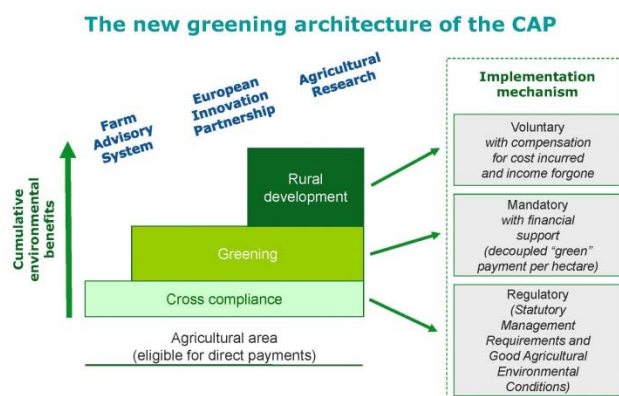 The new greening architecture of the CAP
Farm
Advisory
System
European
Innovation
Partnership
Agricultural
Research
Implementation
mechanism
Cumulative
environmental
benefits
Rural
development
Greening
Cross compliance
Agricultural area
(eligible for direct payments)
Voluntary
with compensation
for cost incurred
and income forgone
Mandatory
with financial
support
(decoupled “green”
payment per hectare)
Regulatory
(Statutory
Management
Requirements and
Good Agricultural
Environmental
Conditions)